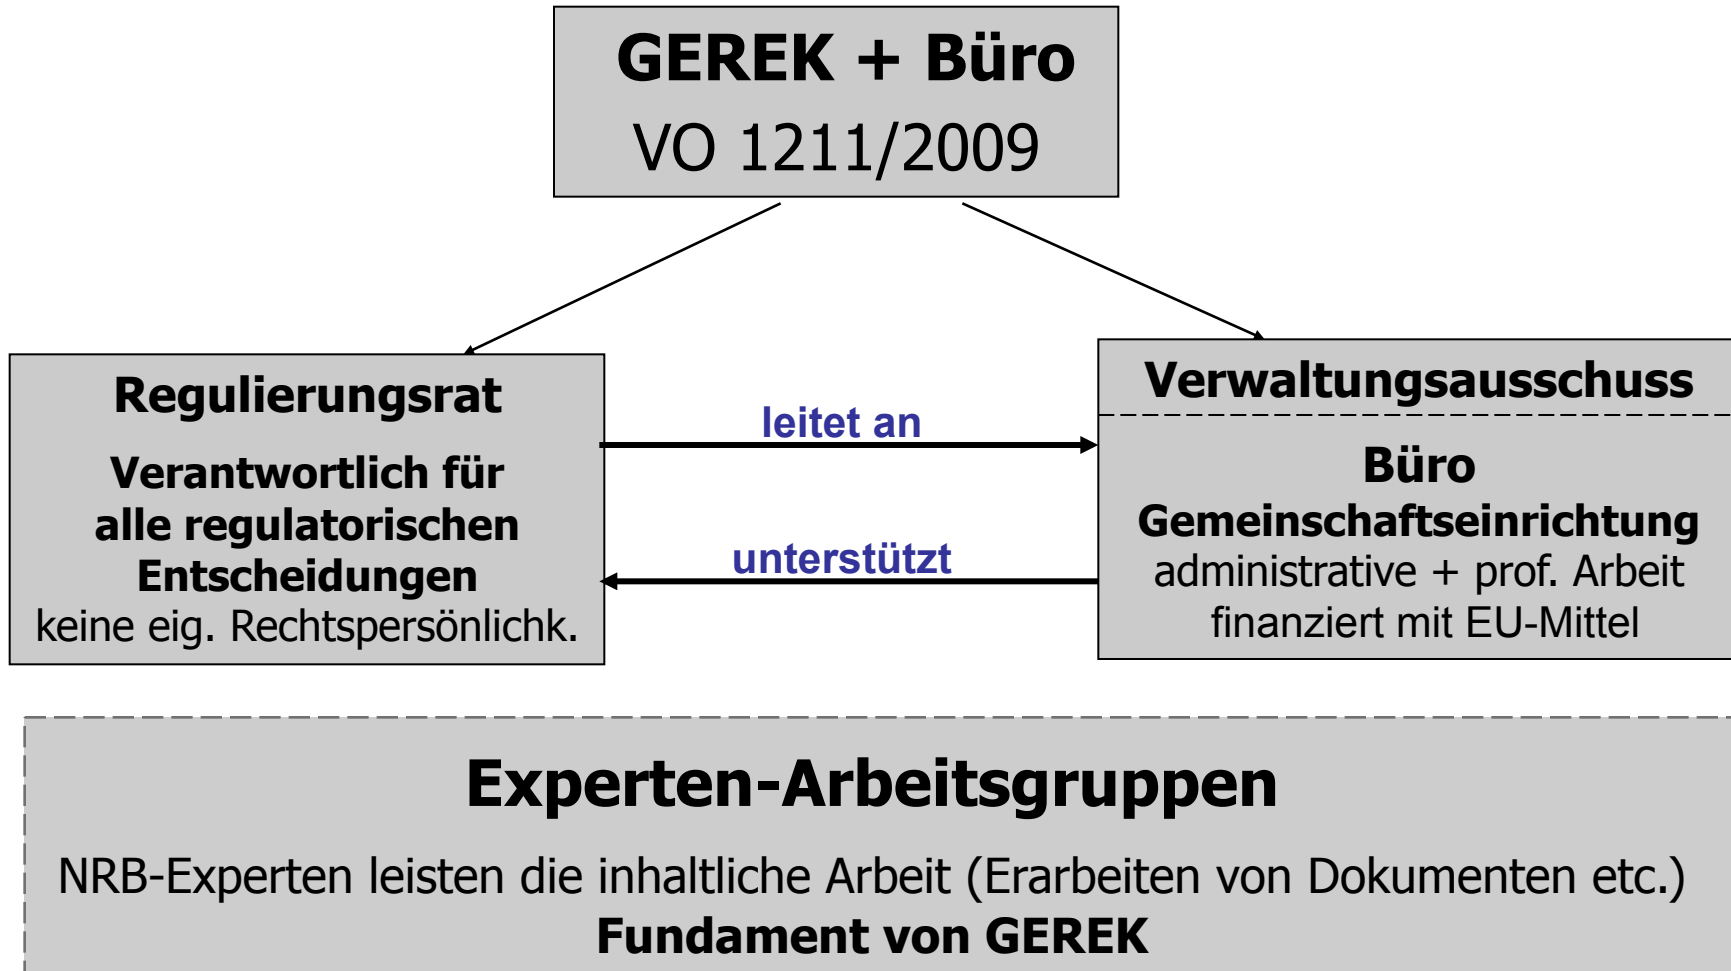 GEREK + Büro
VO 1211/2009
Regulierungsrat
Verantwortlich für
alle regulatorischen
Entscheidungen
keine eig. Rechtspersönlichk.
leitet an
unterstützt
Verwaltungsausschuss
Büro
Gemeinschaftseinrichtung
administrative + prof. Arbeit
finanziert mit EU-Mittel
Experten-Arbeitsgruppen
NRB-Experten leisten die inhaltliche Arbeit (Erarbeiten von Dokumenten etc.)
Fundament von GEREK